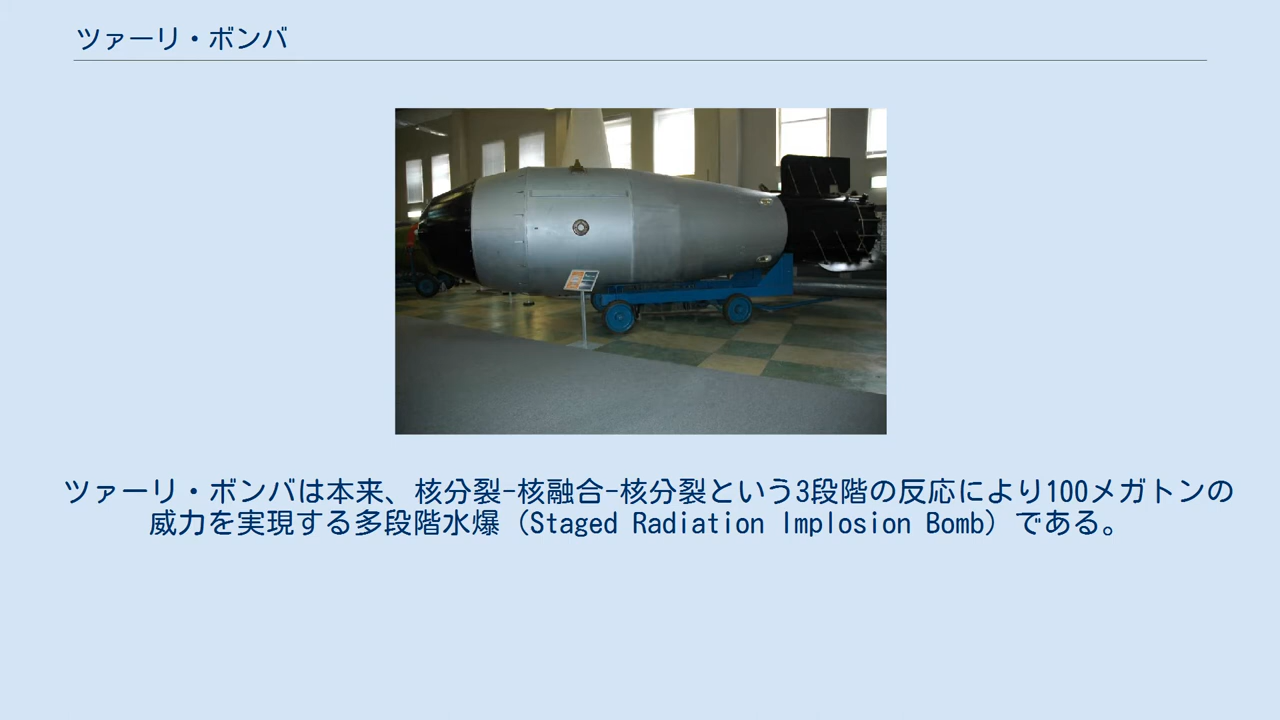 ツァーリ・ボンバ
ツァーリ・ボンバは本来、核分裂-核融合-核分裂という3段階の反応により100メガトンの
威力を実現する多段階水爆（Staged Radiation Implosion Bomb）である。